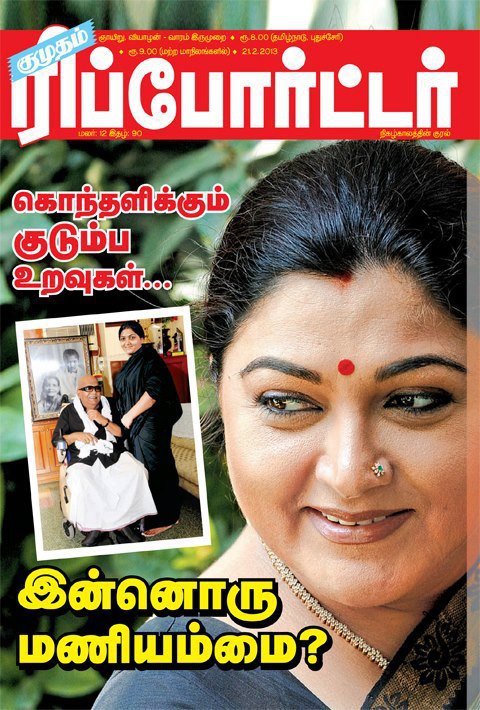 ஞாயிறு, வியாழன் - வாரம் இருமுறை ♦ ரூ.8.00 (தமிழ்நாடு, புதுச்சேரி)
♦ ரூ.9.00 (மற்ற மாநிலங்களில்) ♦ 21.2.2013
குமுதம்
ரிப்போர்ட்டர்
மலர்: 12 இதழ்: 90
நிகழ்காலத்தின் குரல்
கொந்தளிக்கும்
குடும்ப
உறவுகள்...
இன்னொரு
மணியம்மை?